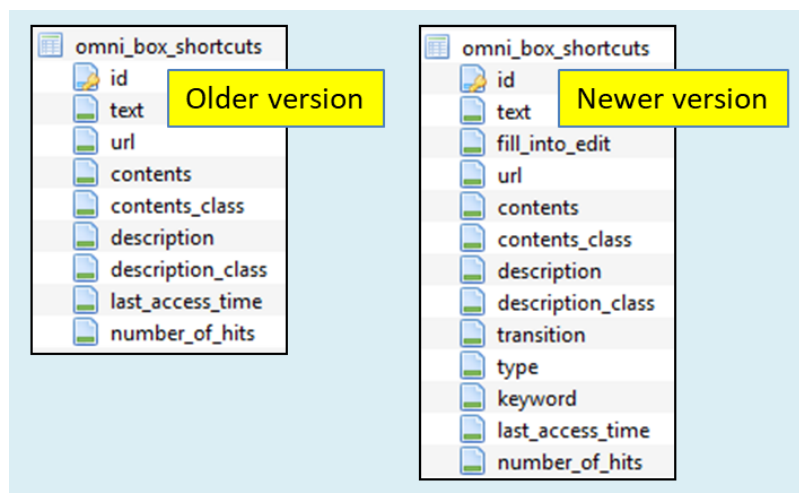 omni_box_shortcuts
id
Older version
text
url
contents
contents_class
description
description_class
last_access_time
number_of_hits
omni_box_shortcuts
id
Newer version
text
fill_into_edit
url
contents
contents_class
description
description_class
transition
type
keyword
last_access_time
number_of_hits